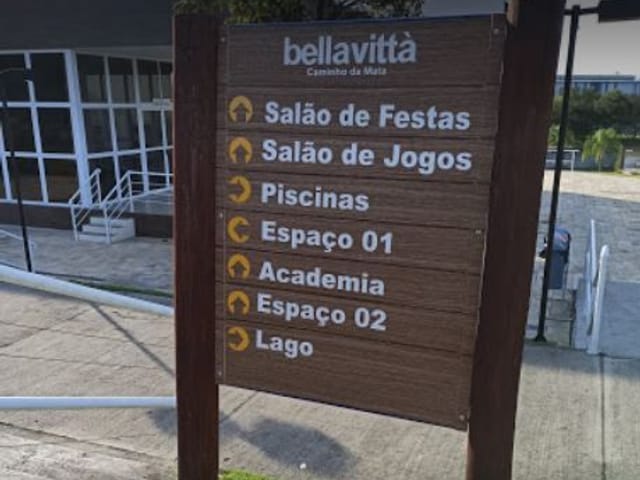 bellavittà
Caminho da Mata
Salão de Festas
Salão de Jogos
Piscinas
Espaço 01
Academia
Espaço 02
Lago